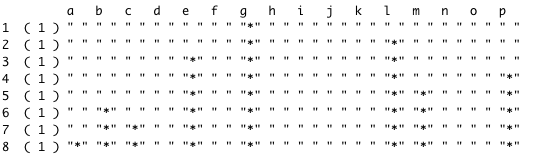 a   b   c   d   e   f   g   h   i   j   k   l   m   n   o   p
1  ( 1 ) " " " " " " " " " " " " "*" " " " " " " " " " " " " " " " " " "
2  ( 1 ) " " " " " " " " " " " " "*" " " " " " " " " "*" " " " " " " " "
3  ( 1 ) " " " " " " " " "*" " " "*" " " " " " " " " "*" " " " " " " " "
4  ( 1 ) " " " " " " " " "*" " " "*" " " " " " " " " "*" " " " " " " "*"
5  ( 1 ) " " " " " " " " "*" " " "*" " " " " " " " " "*" "*" " " " " "*"
6  ( 1 ) " " "*" " " " " "*" " " "*" " " " " " " " " "*" "*" " " " " "*"
7  ( 1 ) " " "*" "*" " " "*" " " "*" " " " " " " " " "*" "*" " " " " "*"
8  ( 1 ) "*" "*" "*" " " "*" " " "*" " " " " " " " " "*" "*" " " " " "*"